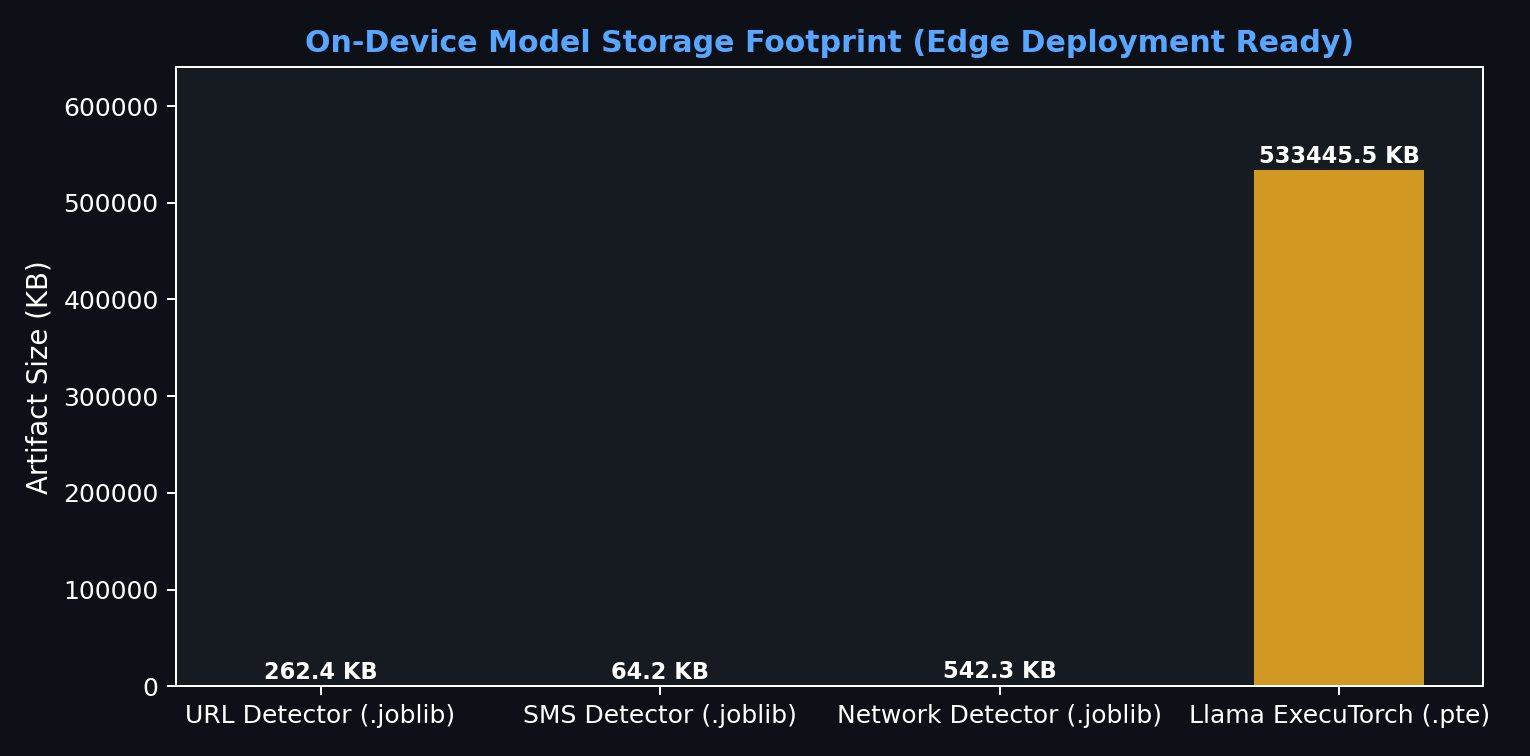 On-Device Model Storage Footprint (Edge Deployment Ready)
Artifact Size (KB)
600000
500000
400000
300000
200000
100000
0
262.4 KB
64.2 KB
542.3 KB
533445.5 KB
URL Detector (.joblib)
SMS Detector (.joblib)
Network Detector (.joblib)
Llama ExecuTorch (.pte)